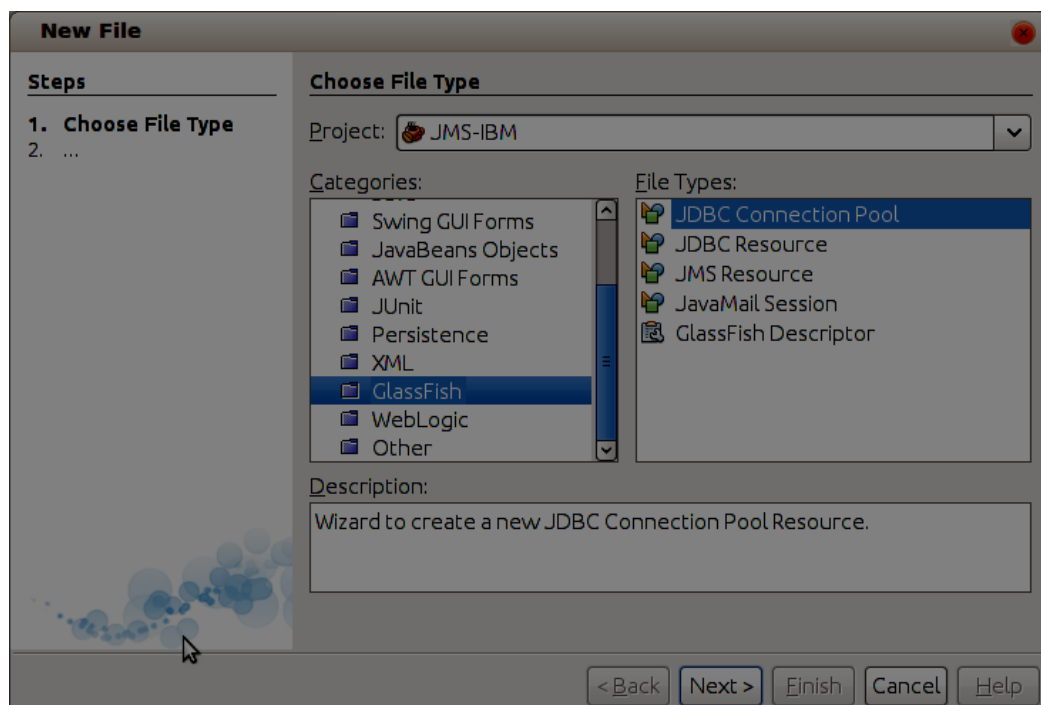 New File
Steps
1. Choose File Type
2. ...
Choose File Type
Project: JMS-IBM
Categories:
Swing GUI Forms
JavaBeans Objects
AWT GUI Forms
JUnit
Persistence
XML
GlassFish
WebLogic
Other
File Types:
JDBC Connection Pool
JDBC Resource
JMS Resource
JavaMail Session
GlassFish Descriptor
Description:
Wizard to create a new JDBC Connection Pool Resource.
< Back Next > Finish Cancel Help